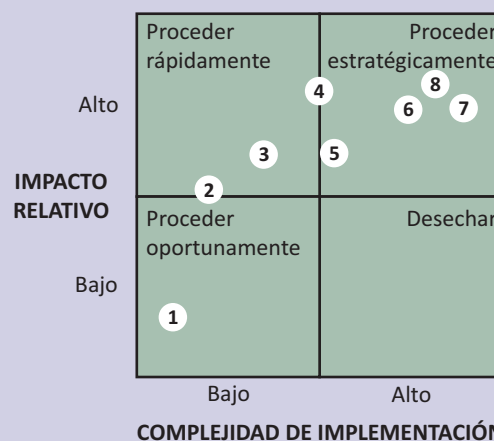 Proceder
rápidamente
Proceder
estratégicamente
4
8
6
7
Alto
3
5
IMPACTO
RELATIVO
2
Proceder
oportunamente
Desechar
Bajo
1
Bajo
Alto
COMPLEJIDAD DE IMPLEMENTACIÓN